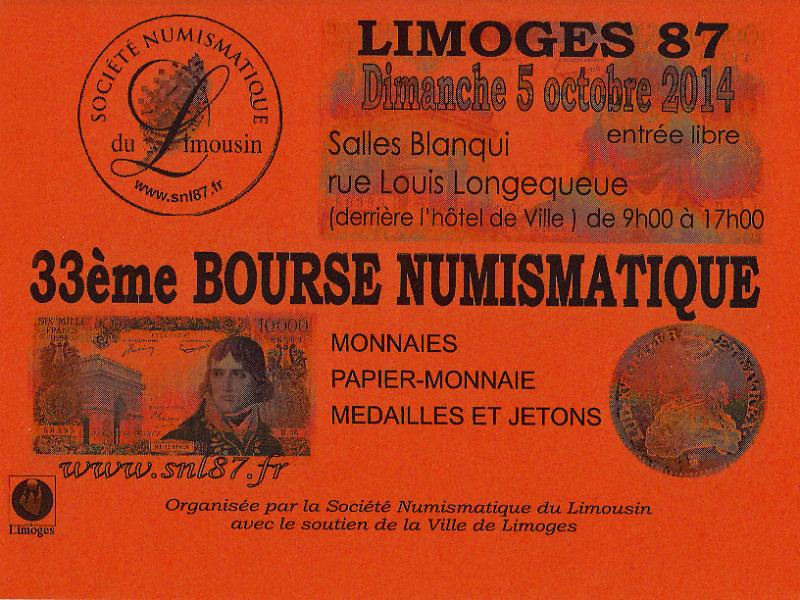 SOCIÉTÉ NUMISMATIQUE
du Limousin
www.snl87.fr
LIMOGES 87
Dimanche 5 octobre 2014
entrée libre
Salles Blanqui
rue Louis Longequeue
(derrière l'hôtel de Ville ) de 9h00 à 17h00
33ème BOURSE NUMISMATIQUE
10000
MONNAIES
PAPIER-MONNAIE
MEDAILLES ET JETONS
www.snl87.fr
Limoges
Organisée par la Société Numismatique du Limousin
avec le soutien de la Ville de Limoges